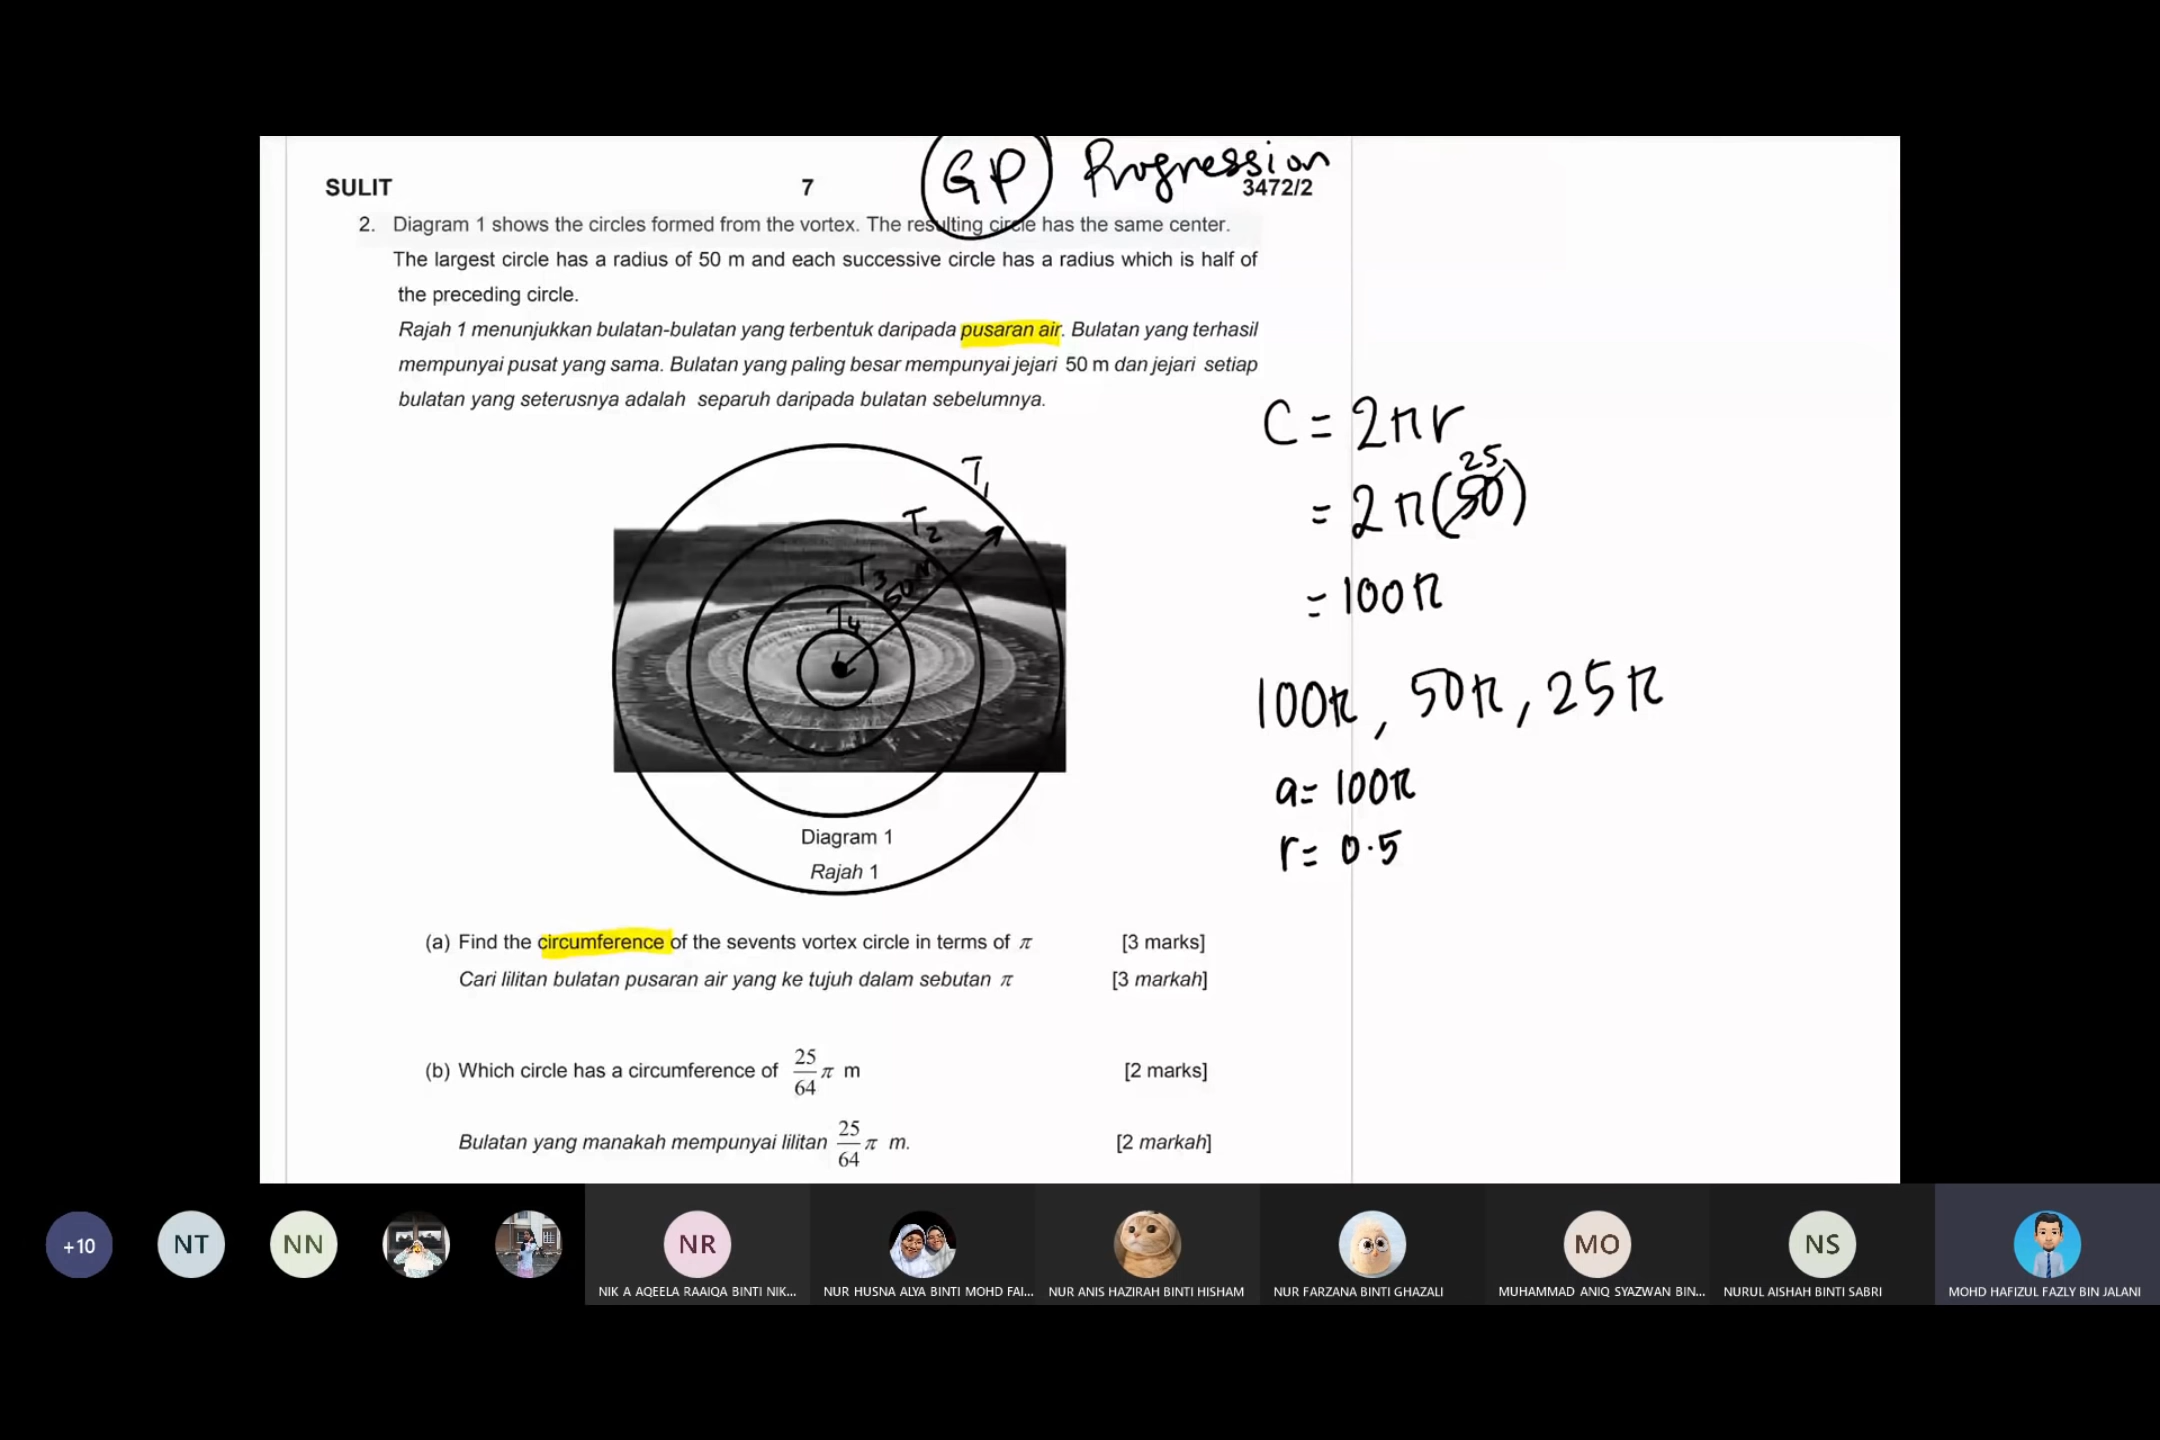 GP Progression
SULIT 7 3472/2
2. Diagram 1 shows the circles formed from the vortex. The resulting circle has the same center.
The largest circle has a radius of 50 m and each successive circle has a radius which is half of
the preceding circle.
Rajah 1 menunjukkan bulatan-bulatan yang terbentuk daripada pusaran air. Bulatan yang terhasil
mempunyai pusat yang sama. Bulatan yang paling besar mempunyai jejari 50 m dan jejari setiap
bulatan yang seterusnya adalah separuh daripada bulatan sebelumnya.
T1
T2
T3
50 m
T4
Diagram 1
Rajah 1
C = 2πr
25
= 2π(50)
= 100π
100π, 50π, 25π
a = 100π
r = 0.5
(a) Find the circumference of the sevents vortex circle in terms of π [3 marks]
Cari lilitan bulatan pusaran air yang ke tujuh dalam sebutan π [3 markah]
(b) Which circle has a circumference of 25/64 π m [2 marks]
Bulatan yang manakah mempunyai lilitan 25/64 π m. [2 markah]
+10 NT NN NR MO NS
NIK A AQEELA RAAIQA BINTI NIK... NUR HUSNA ALYA BINTI MOHD FAI... NUR ANIS HAZIRAH BINTI HISHAM NUR FARZANA BINTI GHAZALI MUHAMMAD ANIQ SYAZWAN BIN... NURUL AISHAH BINTI SABRI MOHD HAFIZUL FAZLY BIN JALANI